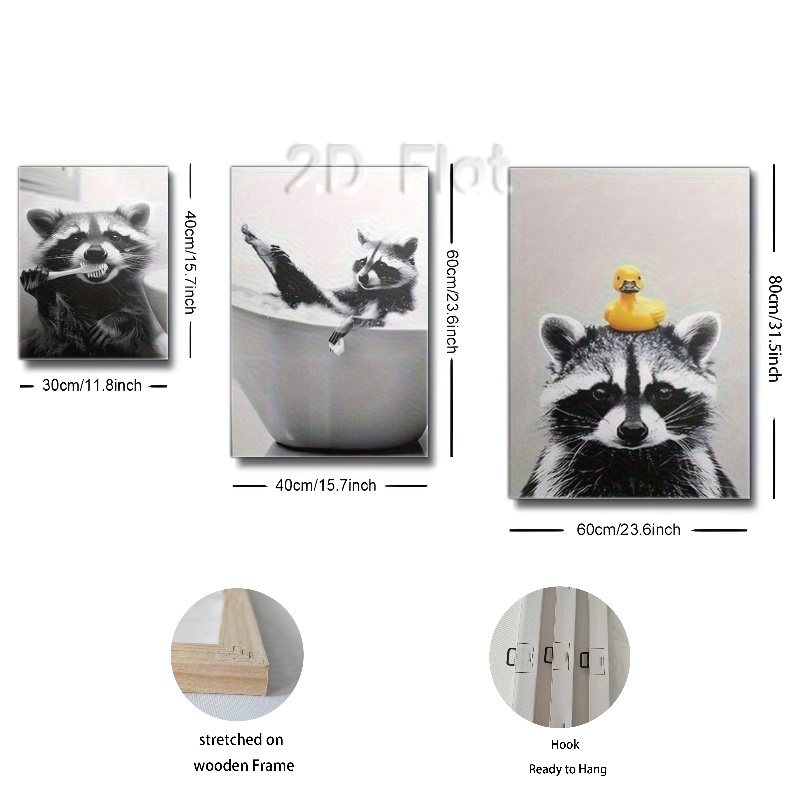 2D Flat
40cm/15.7inch
30cm/11.8inch
60cm/23.6inch
40cm/15.7inch
80cm/31.5inch
60cm/23.6inch
stretched on
wooden Frame
Hook
Ready to Hang